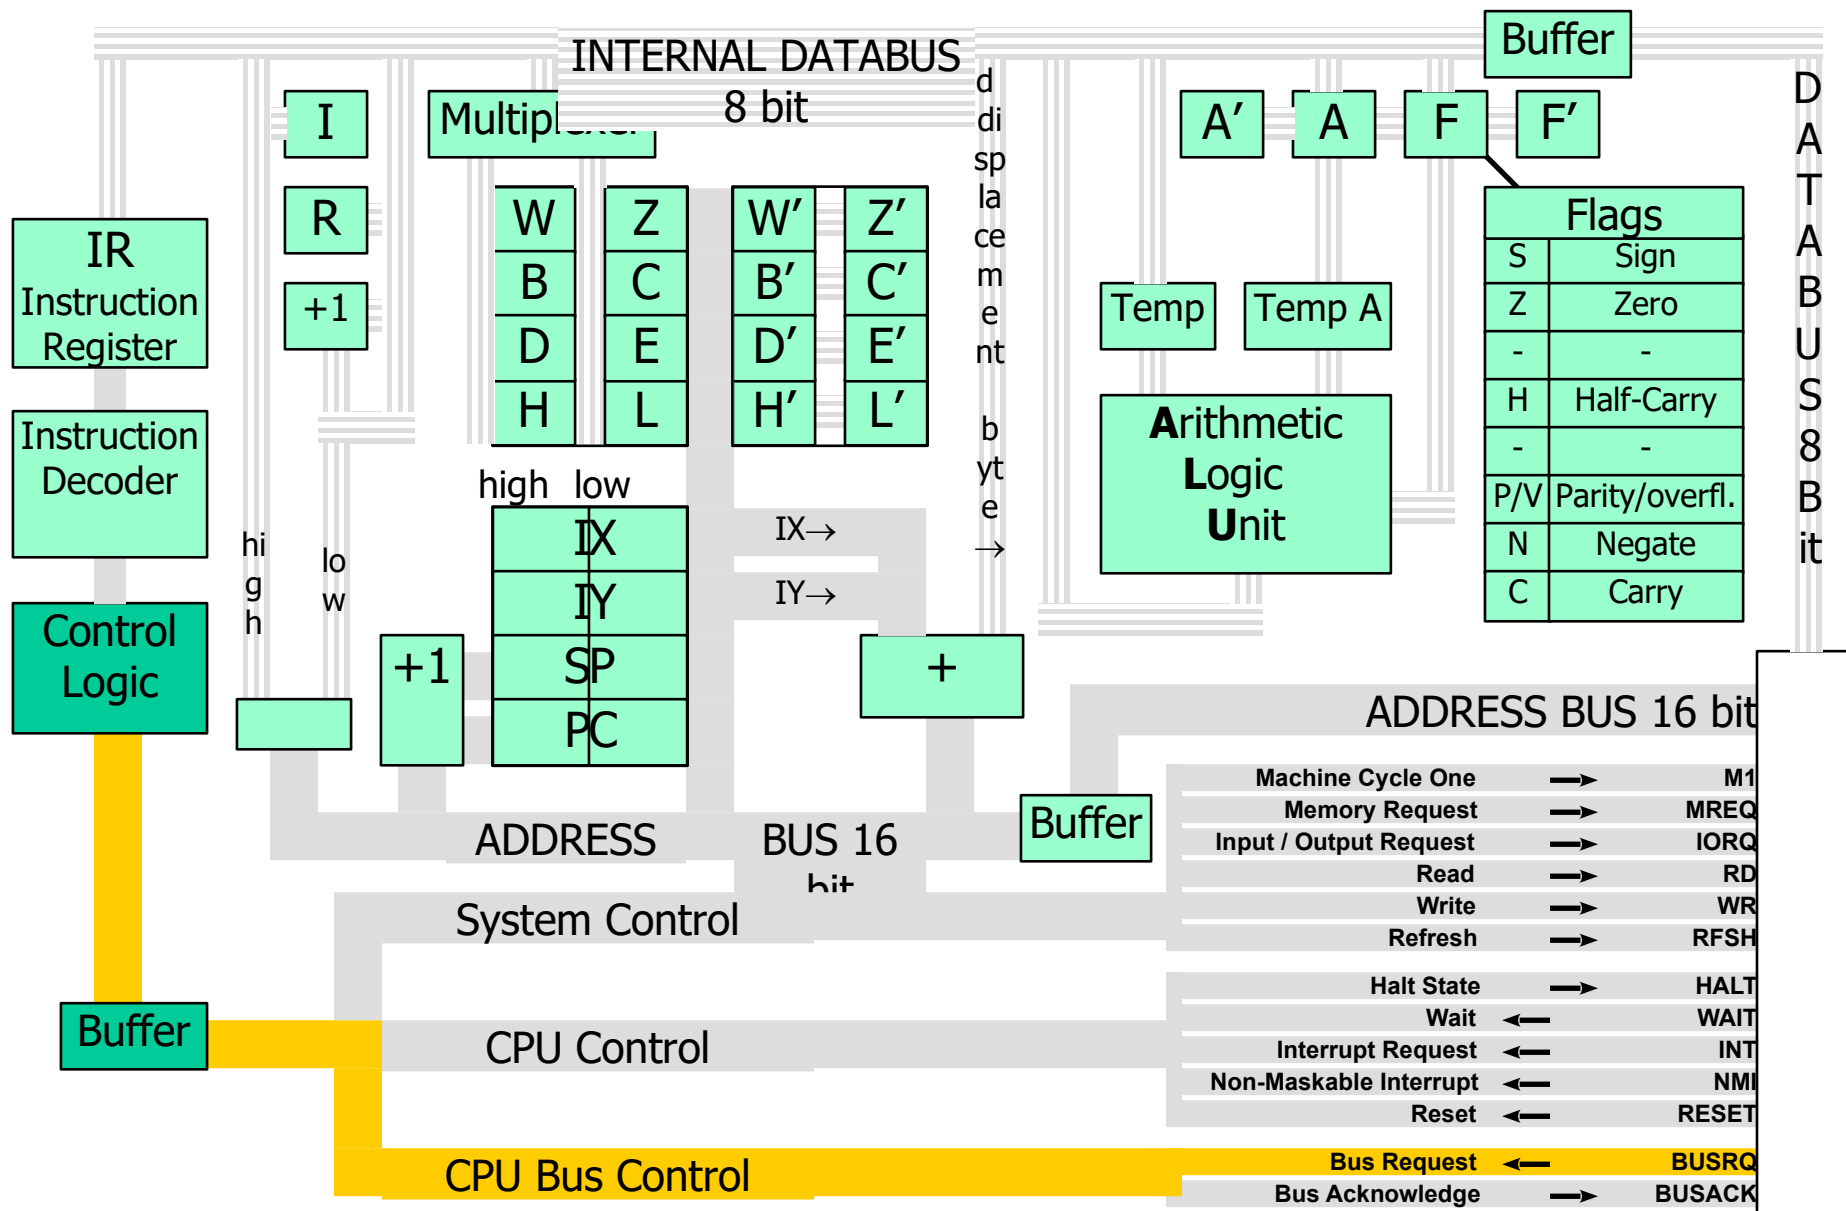 INTERNAL DATABUS
8 bit
Buffer
I
R
+1
A′
A
F
F′
IR
Instruction
Register
Instruction
Decoder
Control
Logic
Buffer
W
Z
B
C
D
E
H
L
W′
Z′
B′
C′
D′
E′
H′
L′
high low
IX
IY
SP
PC
+1
hi
g
h
lo
w
IX→
IY→
+
d
di
sp
la
ce
m
e
nt
b
yt
e
→
Temp
Temp A
Arithmetic
Logic
Unit
Flags
S Sign
Z Zero
- -
H Half-Carry
- -
P/V Parity/overfl.
N Negate
C Carry
D
A
T
A
B
U
S
8
B
it
ADDRESS BUS 16 bit
Buffer
ADDRESS BUS 16
bit
System Control
CPU Control
CPU Bus Control
Machine Cycle One → M1
Memory Request → MREQ
Input / Output Request → IORQ
Read → RD
Write → WR
Refresh → RFSH
Halt State → HALT
Wait ← WAIT
Interrupt Request ← INT
Non-Maskable Interrupt ← NMI
Reset ← RESET
Bus Request ← BUSRQ
Bus Acknowledge → BUSACK